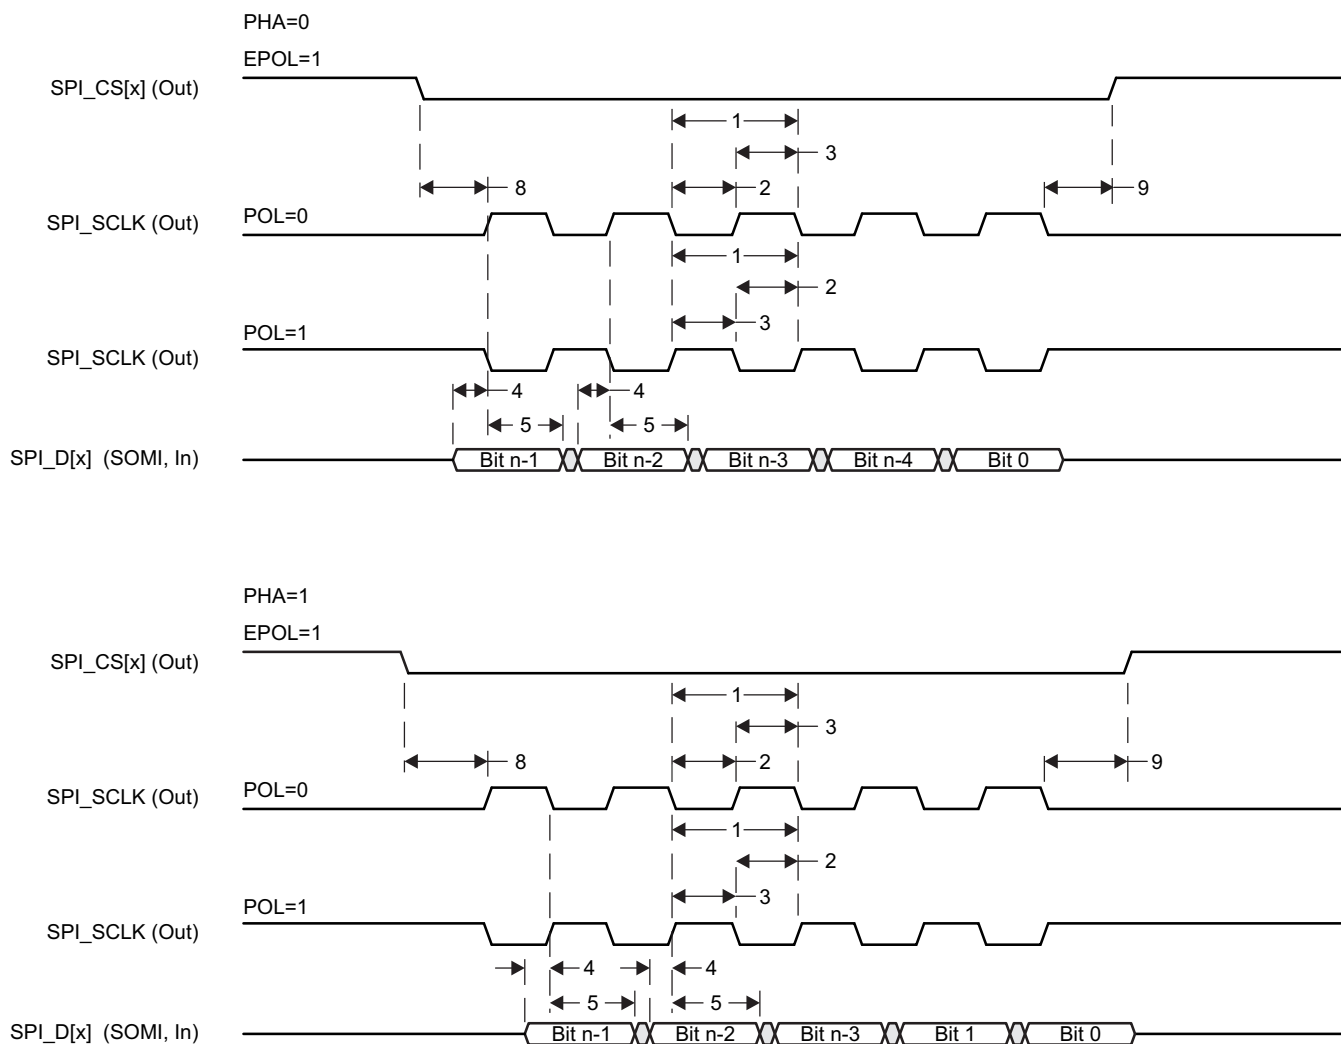 PHA=0
EPOL=1
SPI_CS[x] (Out)
1
3
8
2
9
POL=0
SPI_SCLK (Out)
1
2
POL=1
3
SPI_SCLK (Out)
4
4
5
5
SPI_D[x] (SOMI, In)
Bit n-1
Bit n-2
Bit n-3
Bit n-4
Bit 0
PHA=1
EPOL=1
SPI_CS[x] (Out)
1
3
8
2
9
POL=0
SPI_SCLK (Out)
1
2
3
POL=1
SPI_SCLK (Out)
4
4
5
5
SPI_D[x] (SOMI, In)
Bit n-1
Bit n-2
Bit n-3
Bit 1
Bit 0